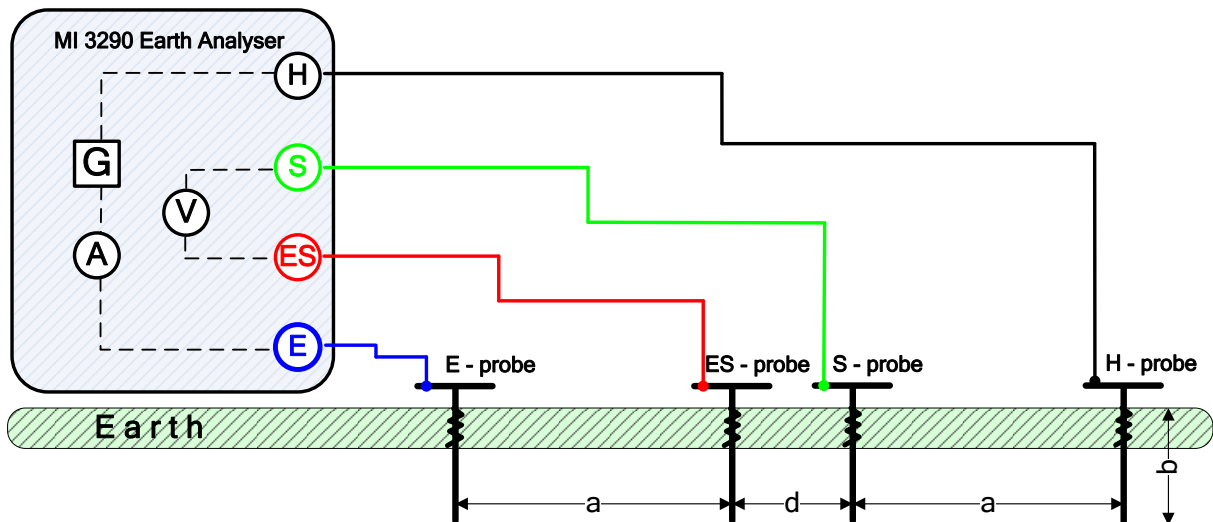 MI 3290 Earth Analyser
H
S
G
V
A
ES
E
E - probe
ES - probe
S - probe
H - probe
Earth
a
d
a
b